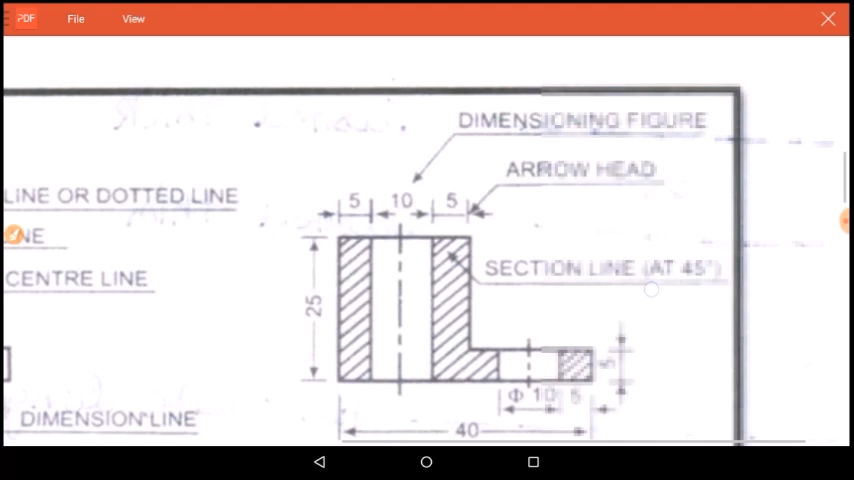 PDF File View
DIMENSIONING FIGURE
ARROW HEAD
LINE OR DOTTED LINE
5 10 5
NE
SECTION LINE (AT 45°)
CENTRE LINE
25
5
Φ 10 5
DIMENSION LINE
40